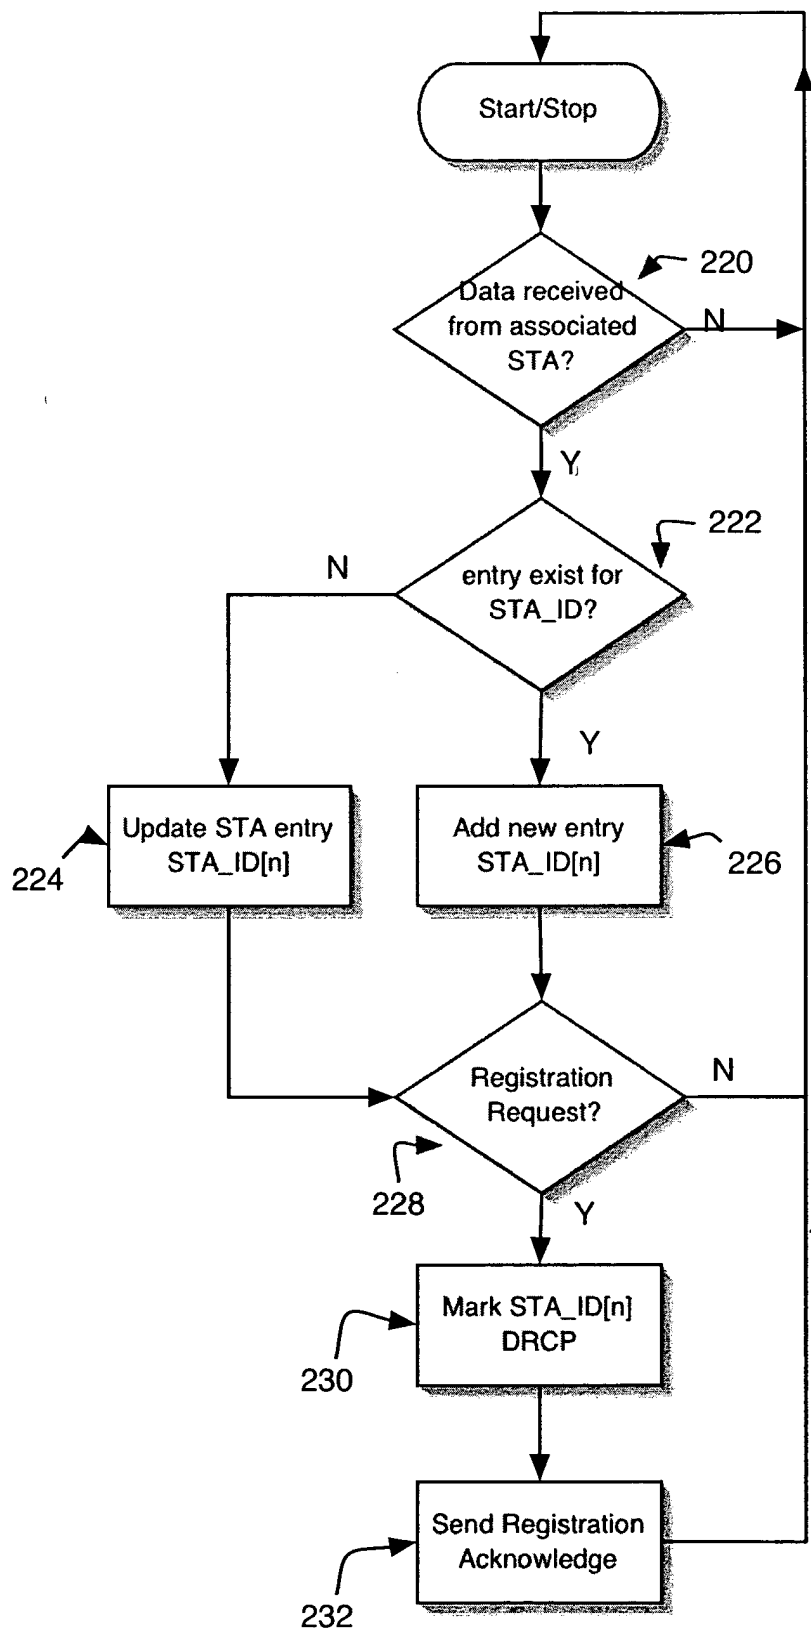 Start/Stop
220
Data received
from associated
STA?
N
Y
222
entry exist for
STA_ID?
N
Y
Update STA entry
STA_ID[n]
224
Add new entry
STA_ID[n]
226
Registration
Request?
N
228
Y
Mark STA_ID[n]
DRCP
230
Send Registration
Acknowledge
232